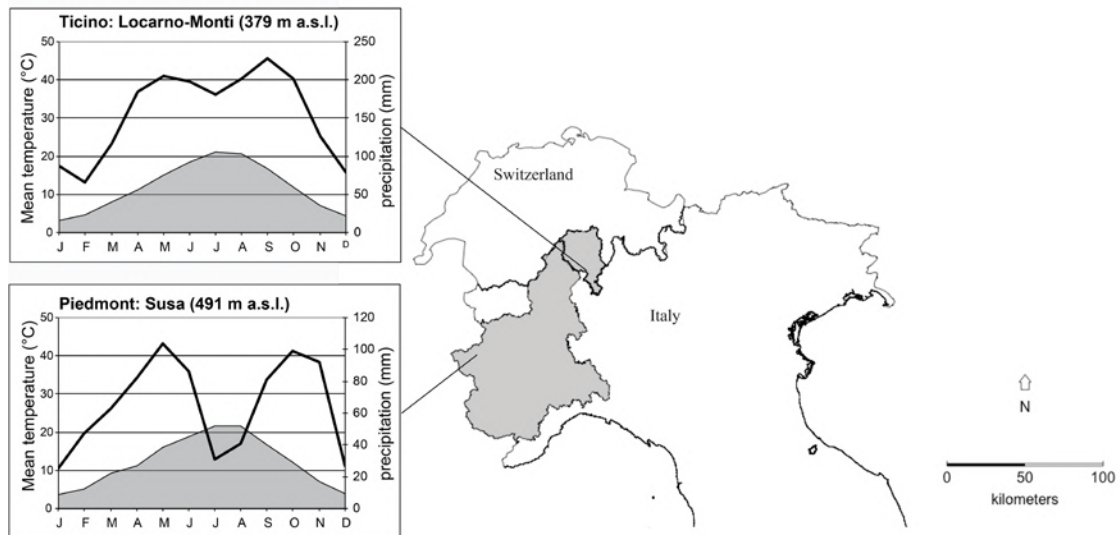 Ticino: Locarno-Monti (379 m a.s.l.)
Mean temperature (°C)
50
40
30
20
10
0
250
200
150
100
50
0
precipitation (mm)
J F M A M J J A S O N D
Piedmont: Susa (491 m a.s.l.)
Mean temperature (°C)
50
40
30
20
10
0
120
100
80
60
40
20
0
precipitation (mm)
J F M A M J J A S O N D
Switzerland
Italy
N
0 50 100
kilometers